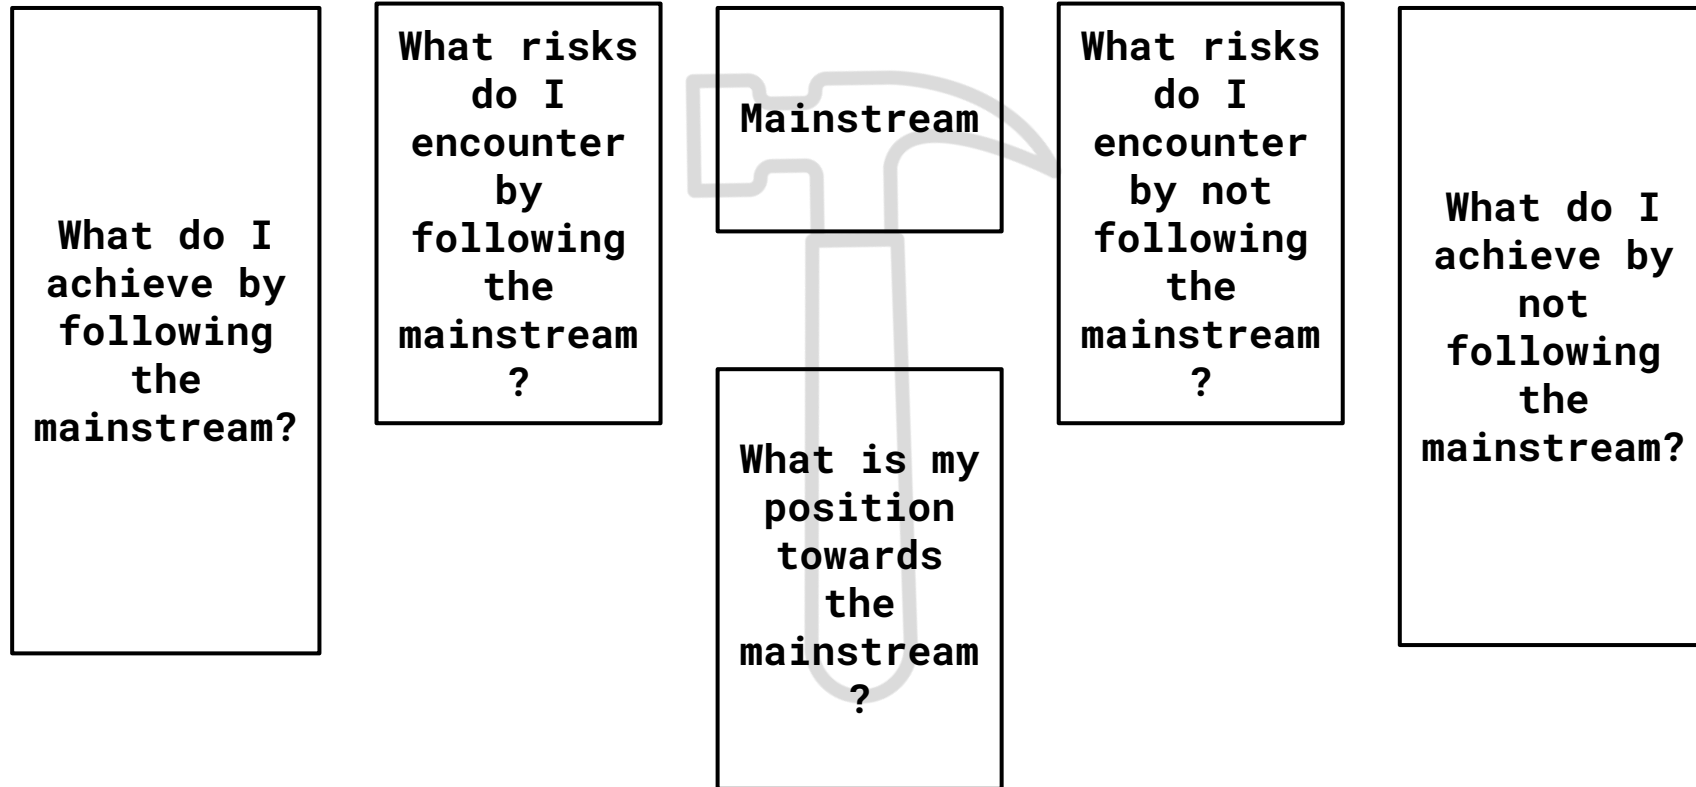 What do I
achieve by
following
the
mainstream?
What risks
do I
encounter
by
following
the
mainstream
?
Mainstream
What is my
position
towards
the
mainstream
?
What risks
do I
encounter
by not
following
the
mainstream
?
What do I
achieve by
not
following
the
mainstream?